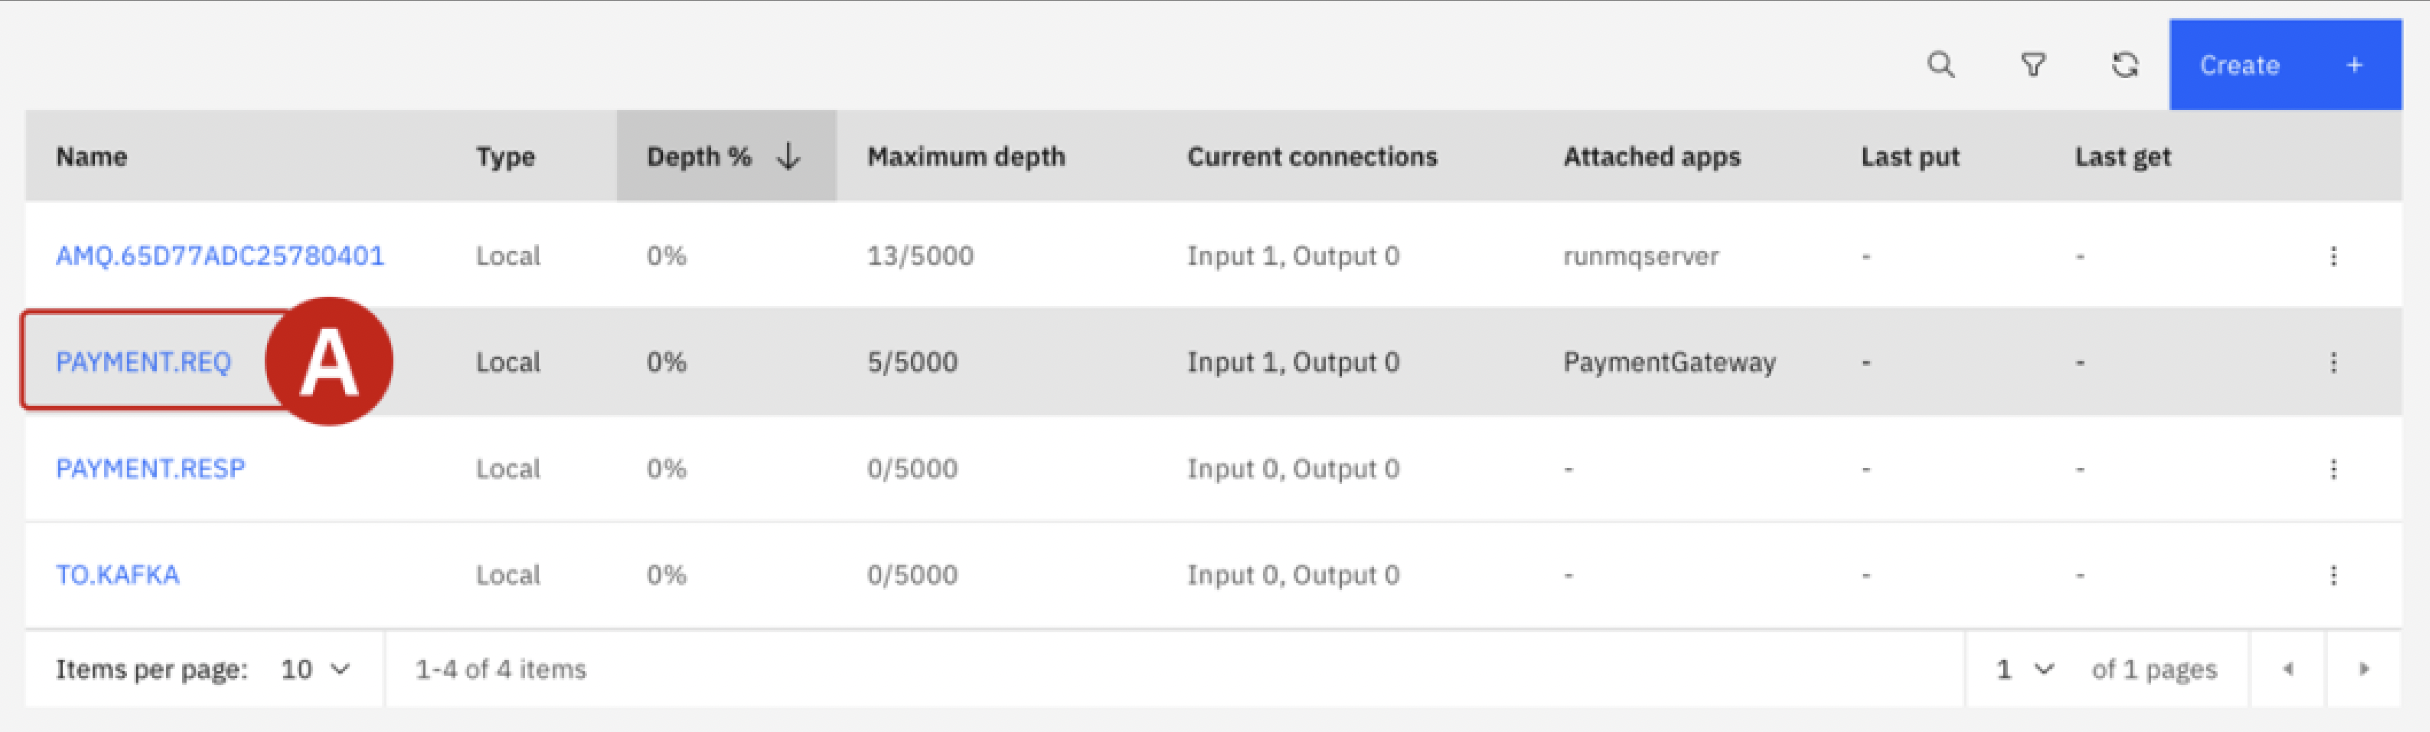 Create +
Name Type Depth % Maximum depth Current connections Attached apps Last put Last get
AMQ.65D77ADC25780401 Local 0% 13/5000 Input 1, Output 0 runmqserver - -
PAYMENT.REQ A Local 0% 5/5000 Input 1, Output 0 PaymentGateway - -
PAYMENT.RESP Local 0% 0/5000 Input 0, Output 0 - - -
TO.KAFKA Local 0% 0/5000 Input 0, Output 0 - - -
Items per page: 10 1-4 of 4 items 1 of 1 pages